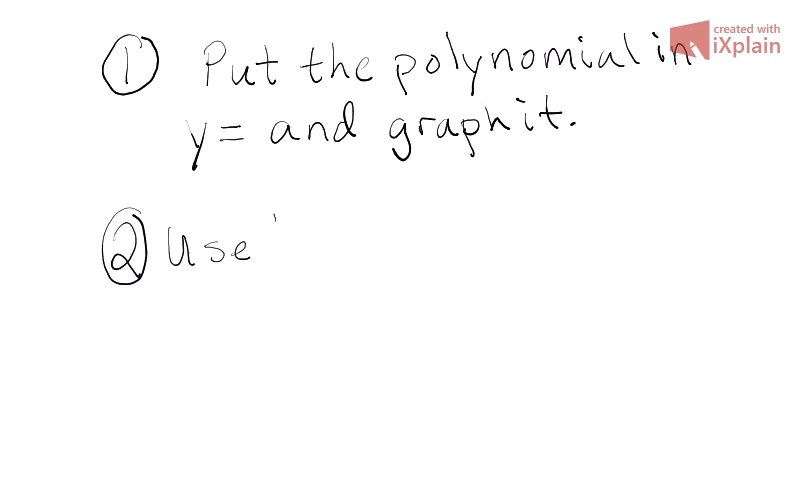 ① Put the polynomial in
y= and graph it.
② Use '
created with
iXplain